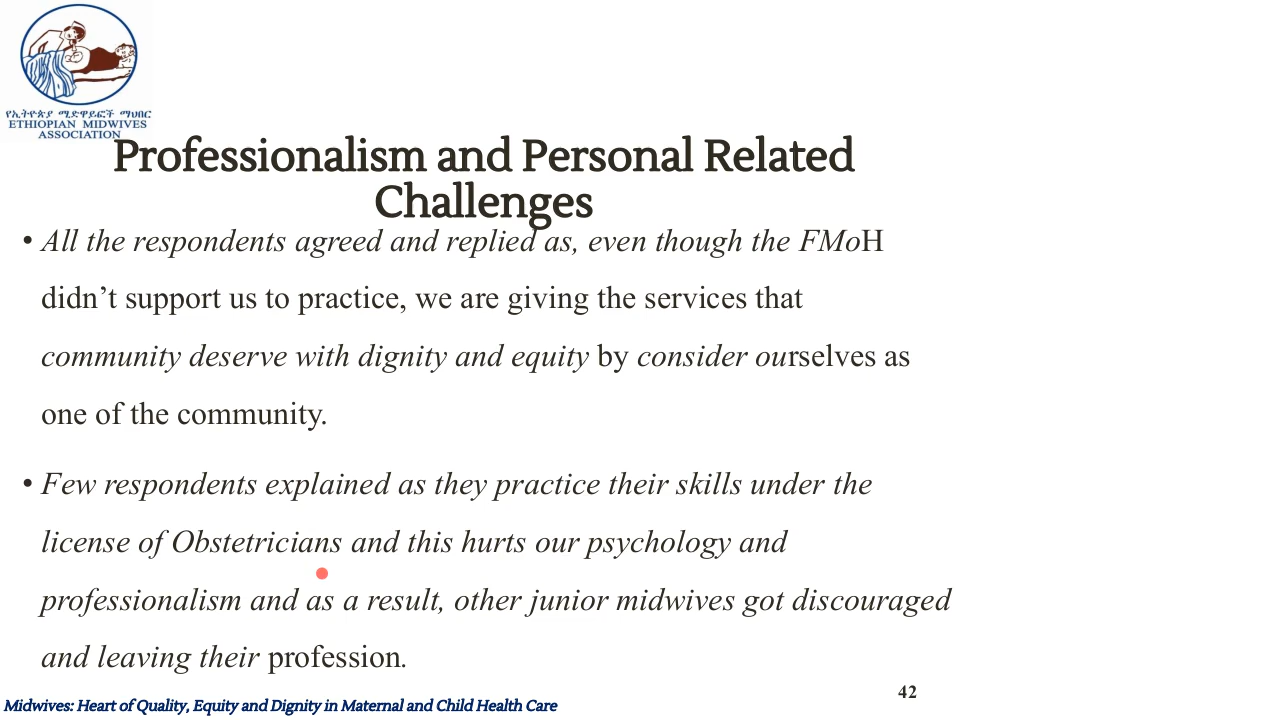 የኢትዮጵያ ሚድዋይፎች ማህበር
ETHIOPIAN MIDWIVES
ASSOCIATION
Professionalism and Personal Related
Challenges
• All the respondents agreed and replied as, even though the FMoH
didn’t support us to practice, we are giving the services that
community deserve with dignity and equity by consider ourselves as
one of the community.
• Few respondents explained as they practice their skills under the
license of Obstetricians and this hurts our psychology and
professionalism and as a result, other junior midwives got discouraged
and leaving their profession.
42
Midwives: Heart of Quality, Equity and Dignity in Maternal and Child Health Care